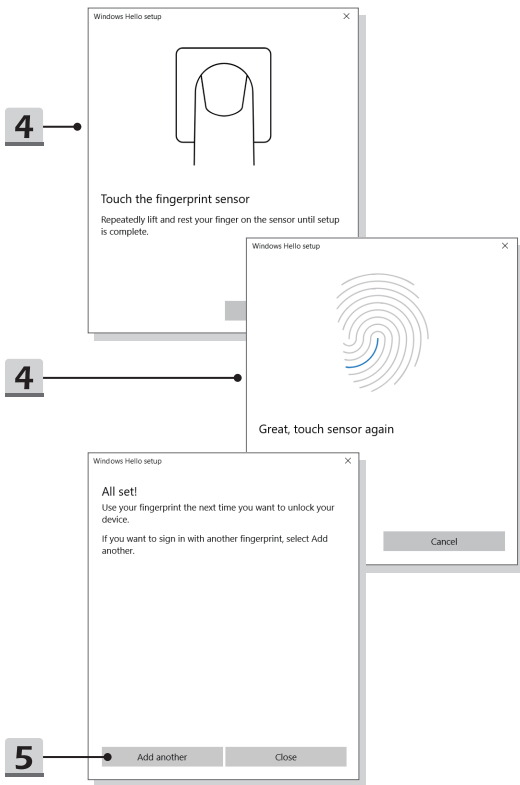 Windows Hello setup
4
Touch the fingerprint sensor
Repeatedly lift and rest your finger on the sensor until setup
is complete.
Windows Hello setup
4
Great, touch sensor again
Cancel
Windows Hello setup
All set!
Use your fingerprint the next time you want to unlock your
device.
If you want to sign in with another fingerprint, select Add
another.
5
Add another
Close